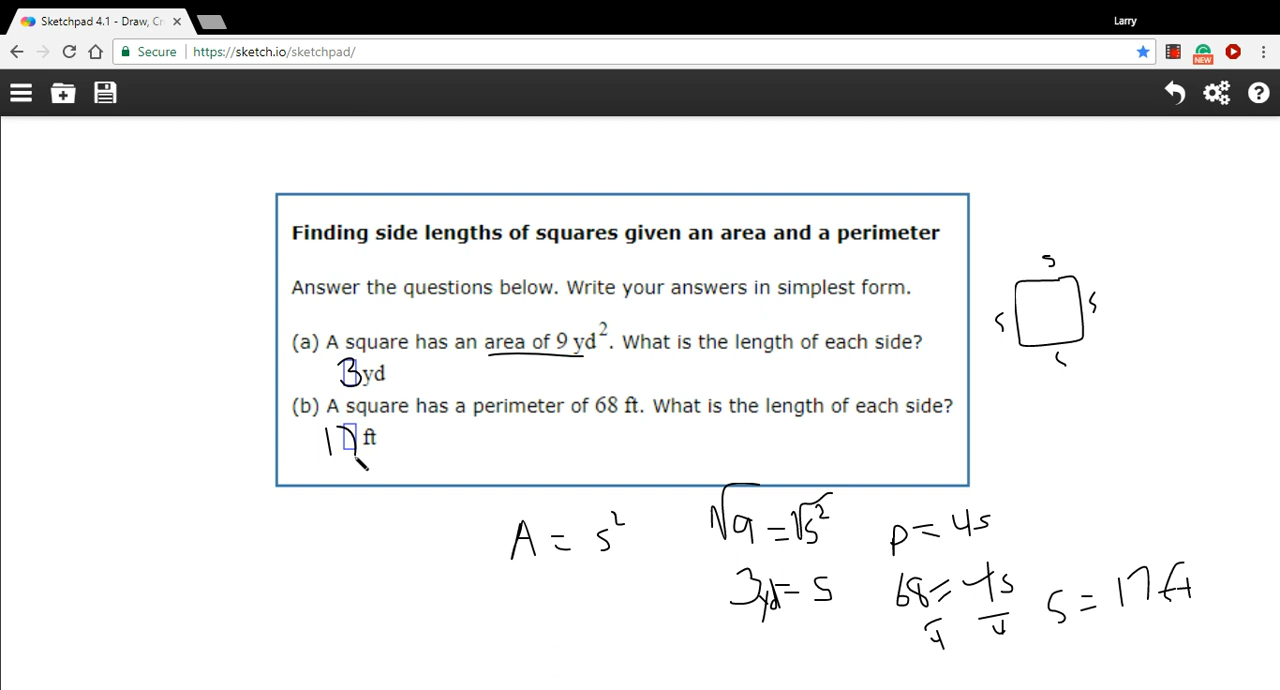 Sketchpad 4.1 - Draw, Cr
Larry
Secure https://sketch.io/sketchpad/
NEW
Finding side lengths of squares given an area and a perimeter
Answer the questions below. Write your answers in simplest form.
(a) A square has an area of 9 yd². What is the length of each side?
3 yd
(b) A square has a perimeter of 68 ft. What is the length of each side?
17 ft
s
s
s
s
A = s²
√9 = √s²
3yd = s
p = 4s
68 = 4s
4 4
s = 17 ft